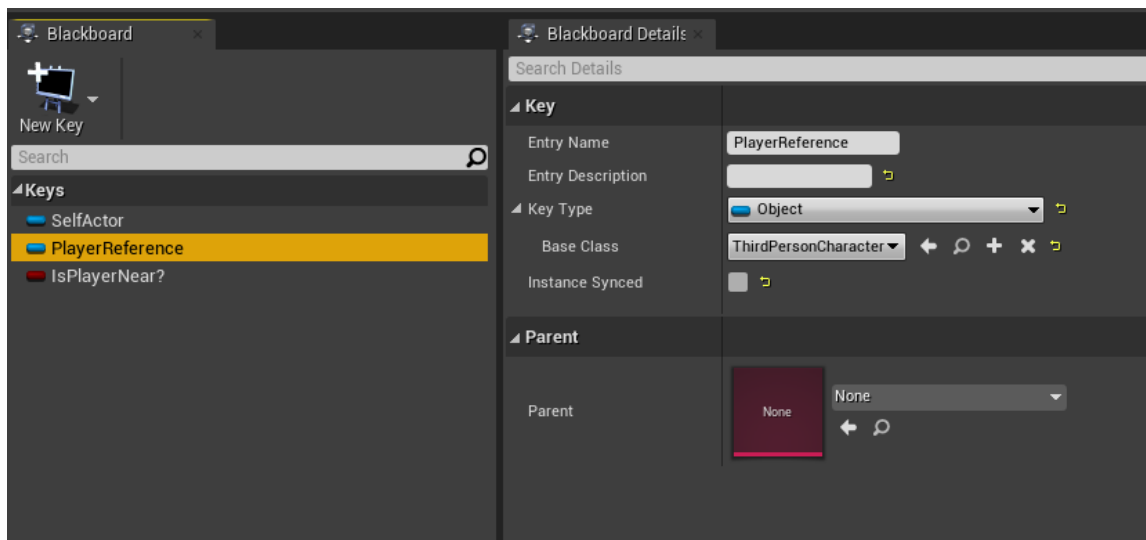 Blackboard
New Key
Search
Keys
SelfActor
PlayerReference
IsPlayerNear?
Blackboard Details
Search Details
Key
Entry Name PlayerReference
Entry Description
Key Type Object
Base Class ThirdPersonCharacter
Instance Synced
Parent
Parent None None